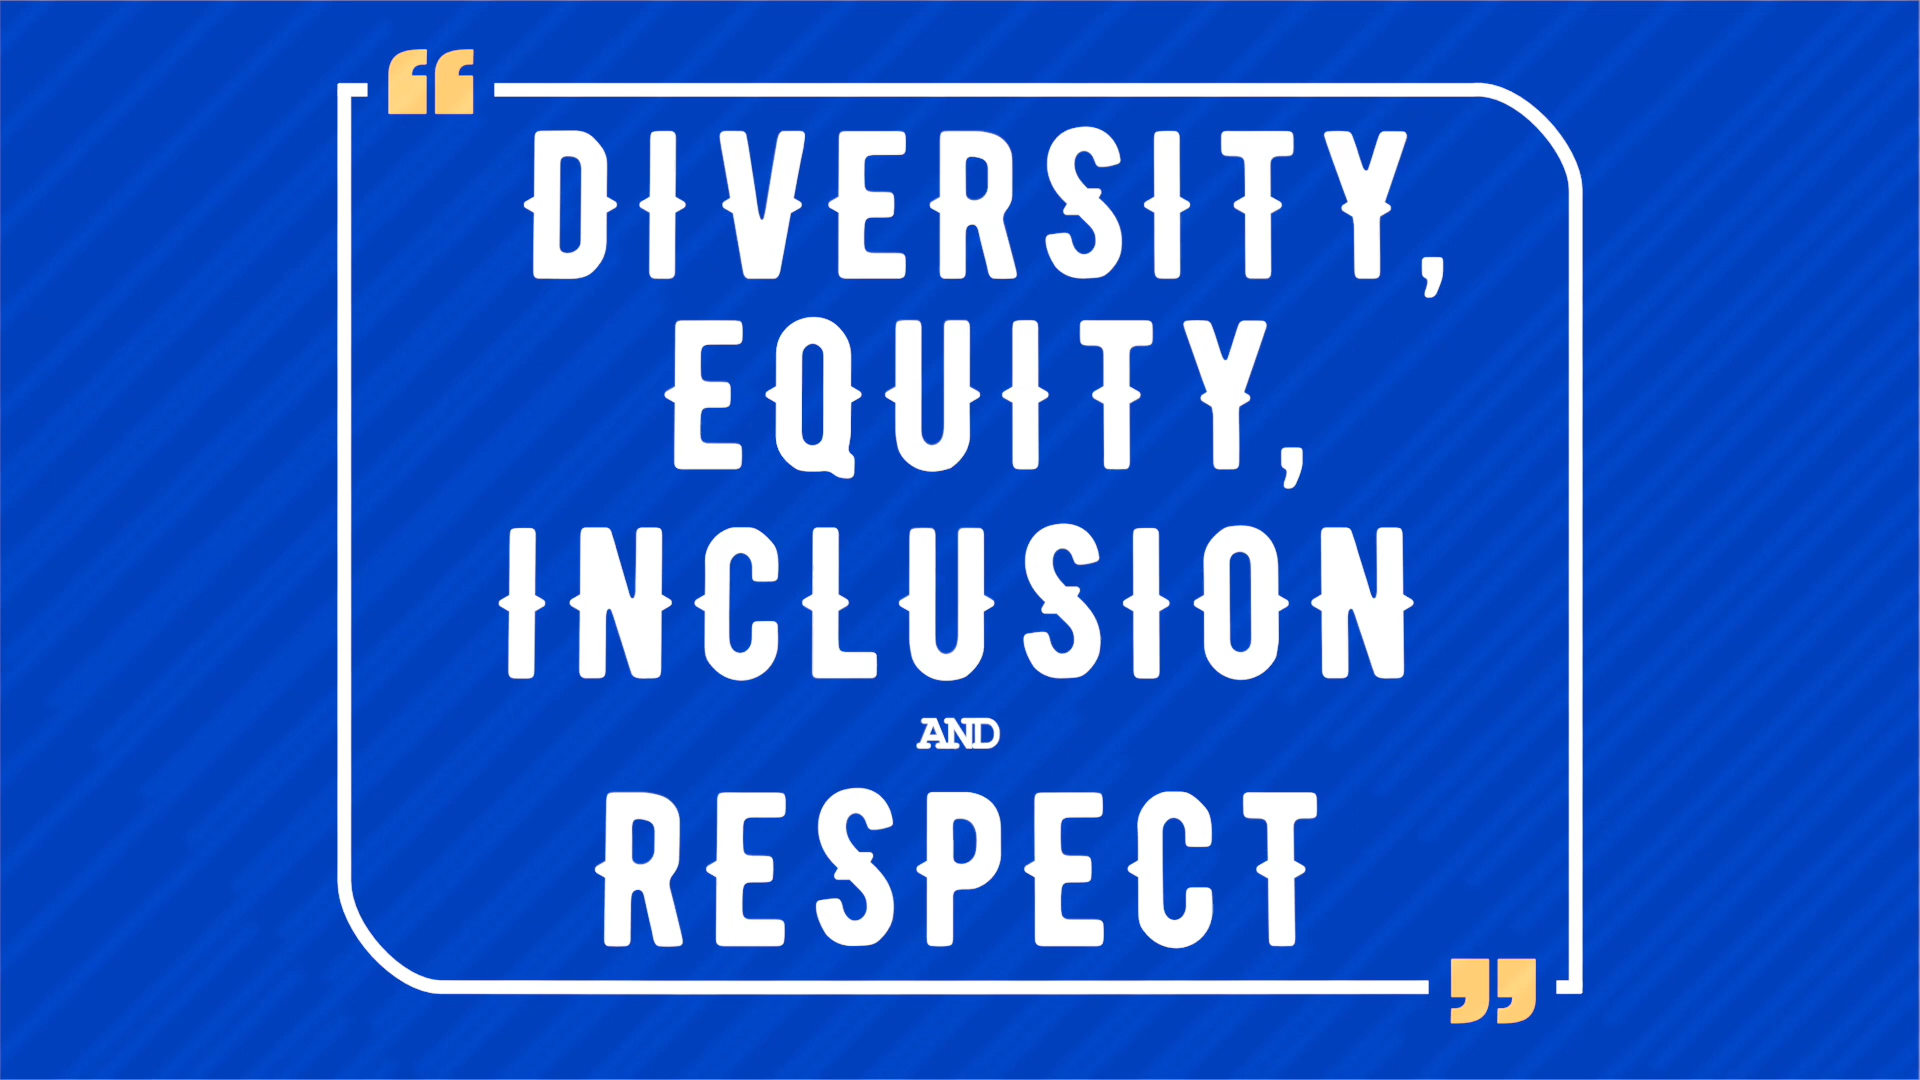 “
DIVERSITY,
EQUITY,
INCLUSION
AND
RESPECT
”